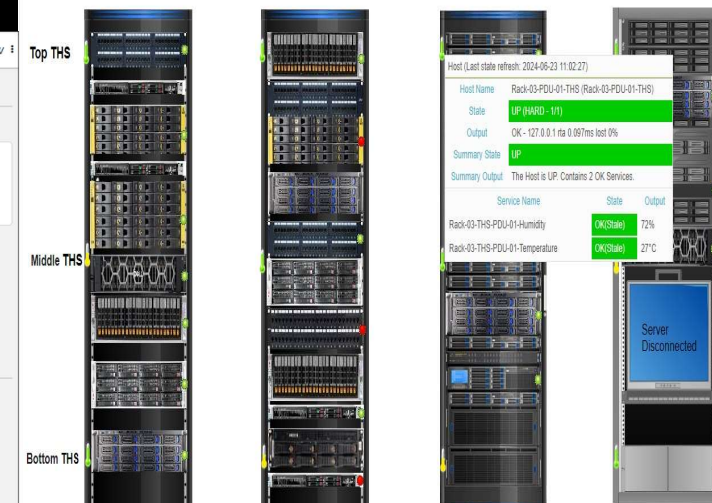 Top THS
Host (Last state refresh: 2024-06-23 11:02:27)
Host Name Rack-03-PDU-01-THS (Rack-03-PDU-01-THS)
State UP (HARD - 1/1)
Output OK - 127.0.0.1 rta 0.097ms lost 0%
Summary State UP
Summary Output The Host is UP. Contains 2 OK Services.
Service Name State Output
Rack-03-THS-PDU-01-Humidity OK(Stale) 72%
Rack-03-THS-PDU-01-Temperature OK(Stale) 27°C
Middle THS
Server
Disconnected
Bottom THS